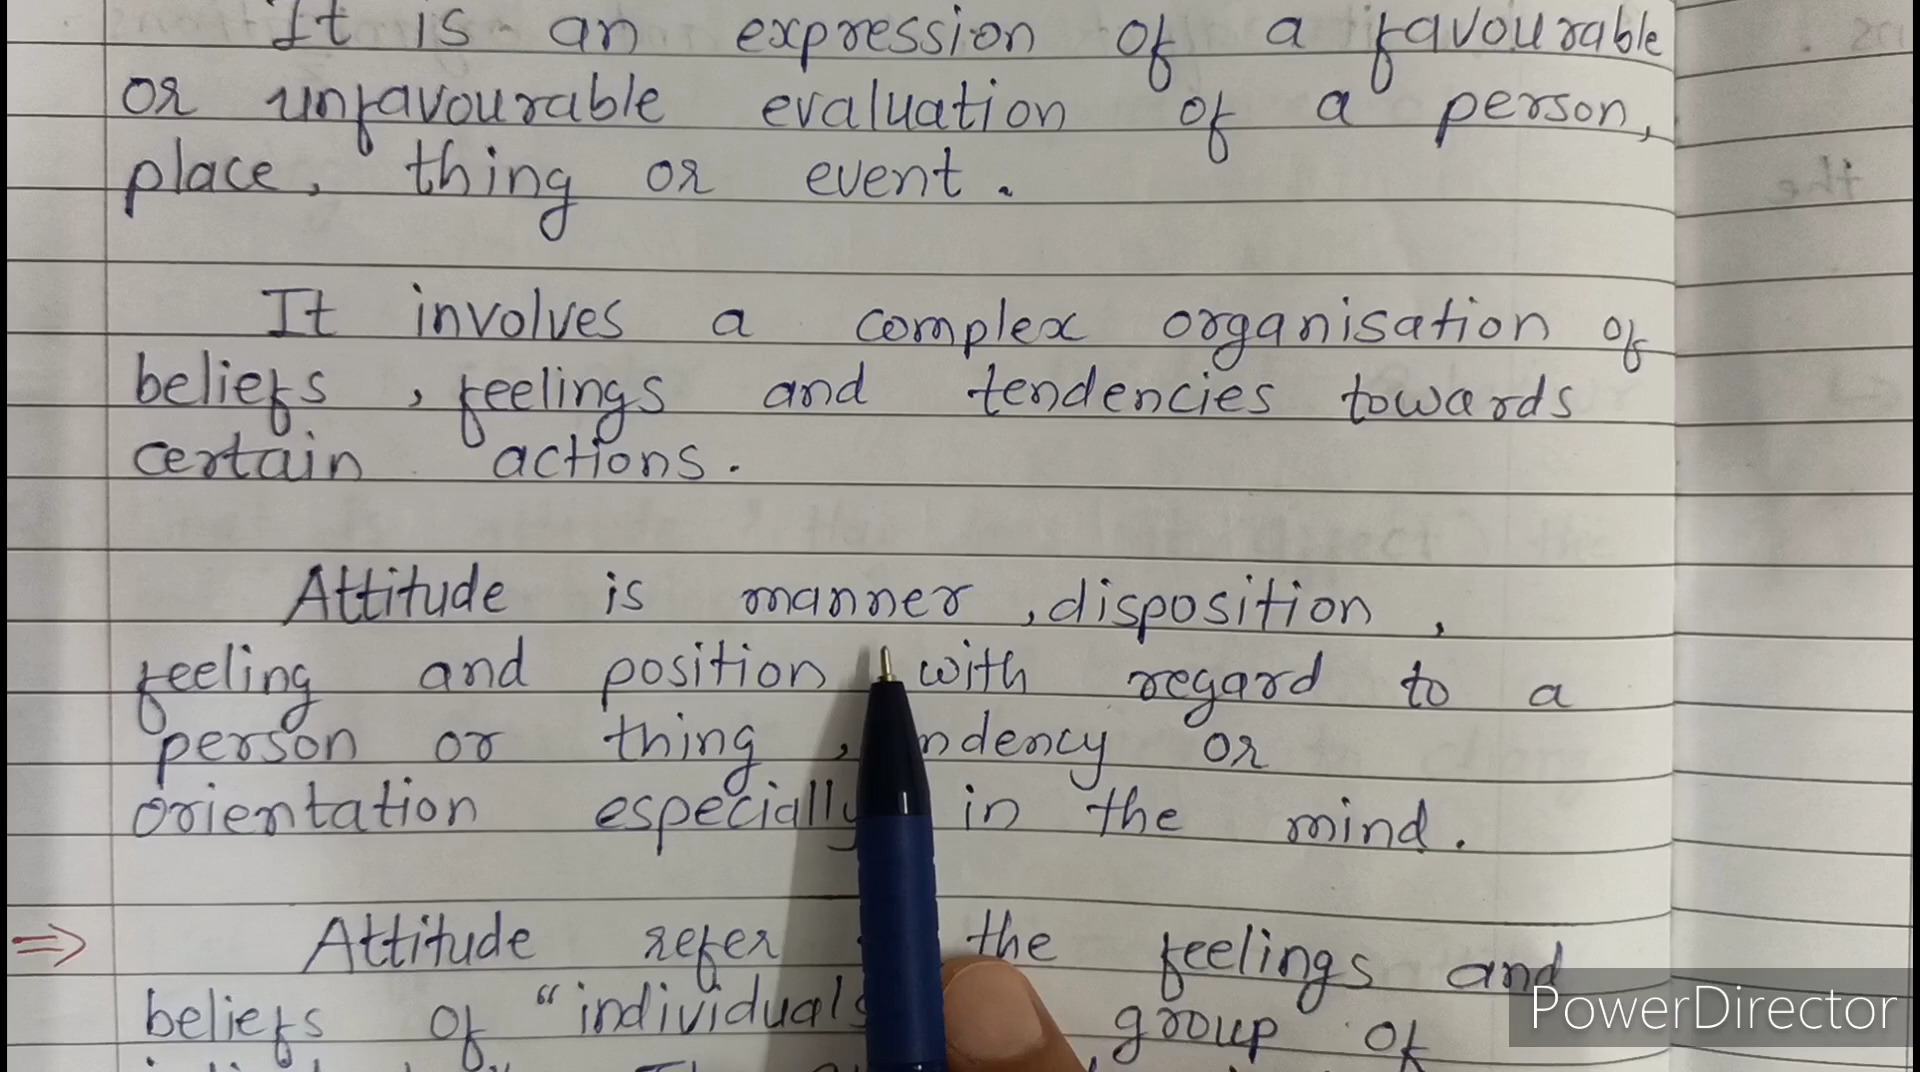 It is an expression of a favourable
or unfavourable evaluation of a person,
place, thing or event.
It involves a complex organisation of
beliefs, feelings and tendencies towards
certain actions.
Attitude is manner, disposition,
feeling and position with regard to a
person or thing, ndency or
orientation especially in the mind.
Attitude refer the feelings and
beliefs of "individuals group of
PowerDirector